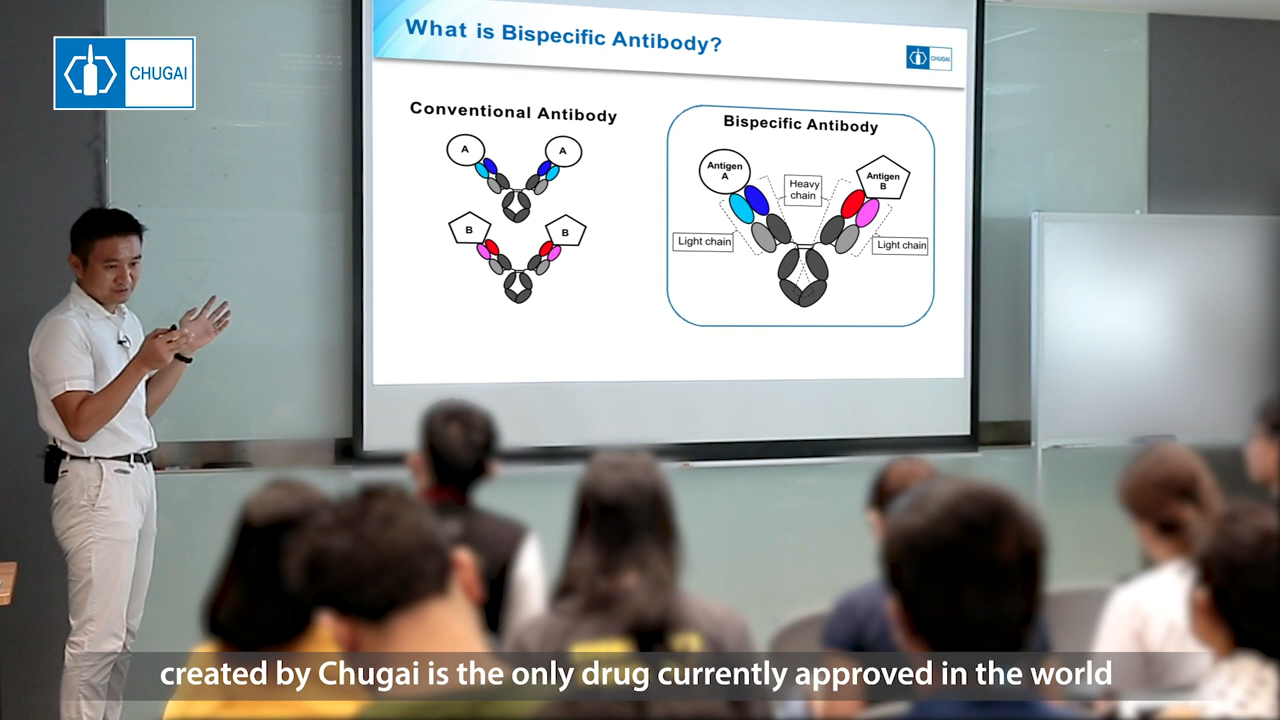 CHUGAI
What is Bispecific Antibody?
CHUGAI
Conventional Antibody
A
A
B
B
Bispecific Antibody
Antigen
A
Antigen
B
Heavy
chain
Light chain
Light chain
created by Chugai is the only drug currently approved in the world